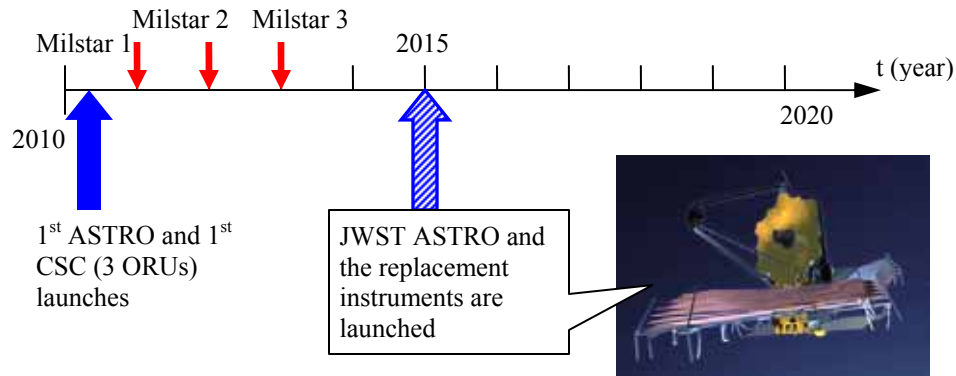 Milstar 2 Milstar 3
Milstar 1 2015
t (year)
2010 2020
1st ASTRO and 1st
CSC (3 ORUs)
launches
JWST ASTRO and
the replacement
instruments are
launched